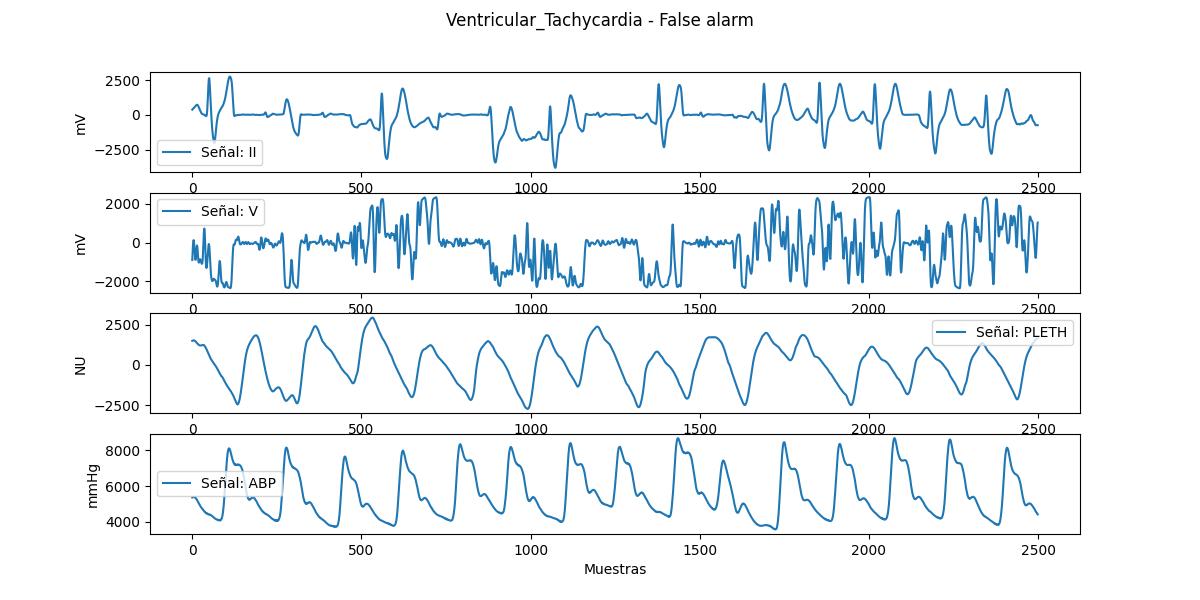 Ventricular_Tachycardia - False alarm
2500
0
−2500
mV
Señal: II
0 500 1000 1500 2000 2500
2000
0
−2000
mV
Señal: V
0 500 1000 1500 2000 2500
2500
0
−2500
NU
Señal: PLETH
0 500 1000 1500 2000 2500
8000
6000
4000
mmHg
Señal: ABP
0 500 1000 1500 2000 2500
Muestras